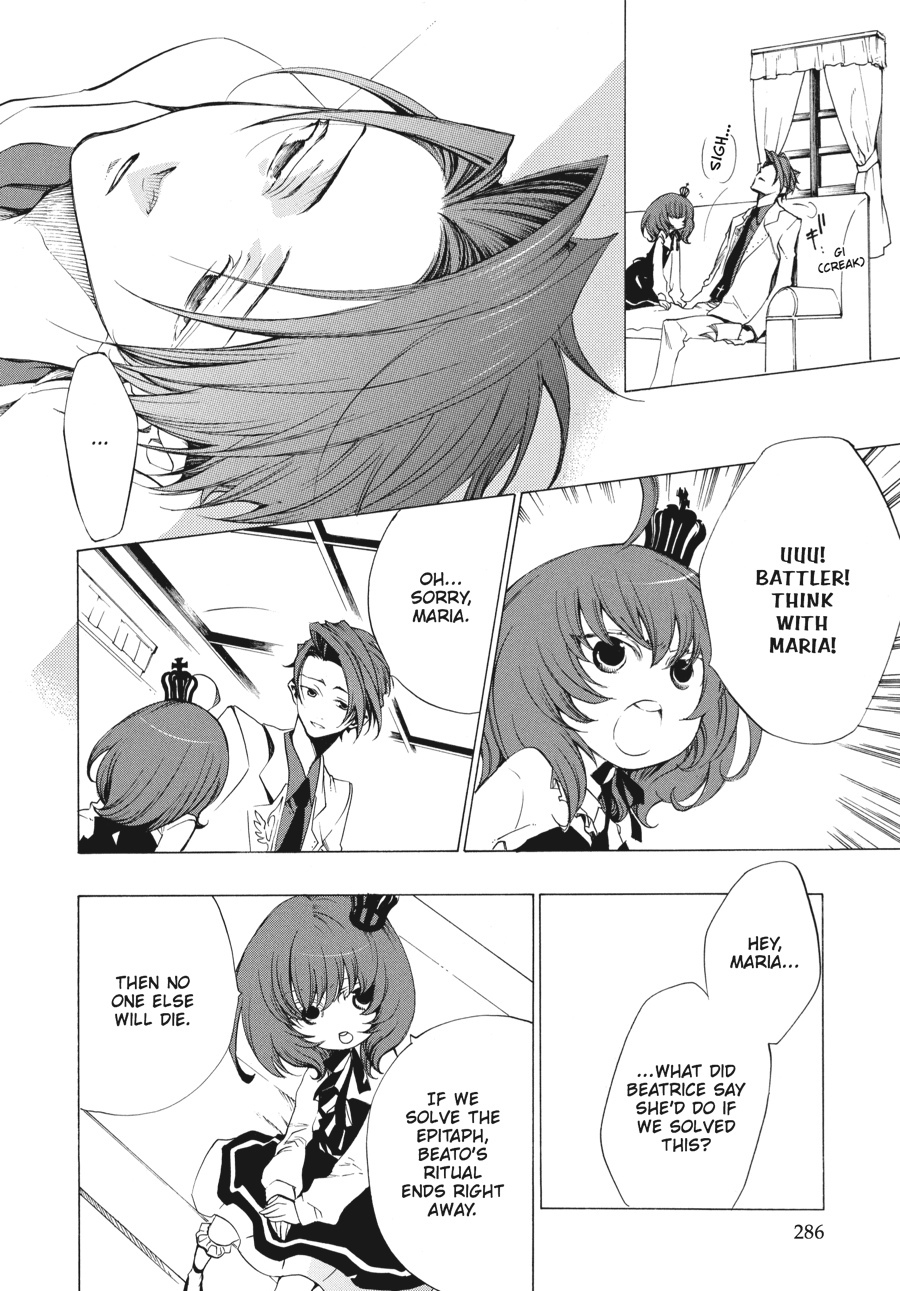 SIGH...
ギ…
GI
(CREAK)
...
UUU!
BATTLER!
THINK
WITH
MARIA!
OH...
SORRY,
MARIA.
HEY,
MARIA...
...WHAT DID
BEATRICE SAY
SHE'D DO IF
WE SOLVED
THIS?
IF WE
SOLVE THE
EPITAPH,
BEATO'S
RITUAL
ENDS RIGHT
AWAY.
THEN NO
ONE ELSE
WILL DIE.
286